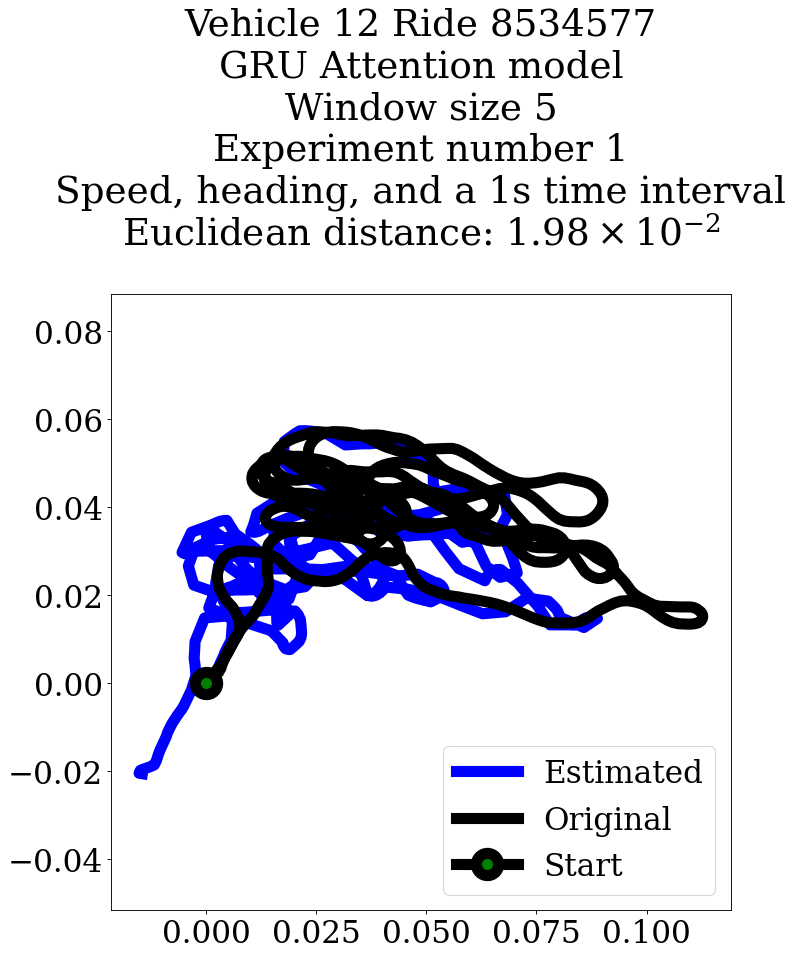 Vehicle 12 Ride 8534577
GRU Attention model
Window size 5
Experiment number 1
Speed, heading, and a 1s time interval
Euclidean distance: 1.98 × 10⁻²
0.08
0.06
0.04
0.02
0.00
−0.02
−0.04
0.000 0.025 0.050 0.075 0.100
Estimated
Original
Start